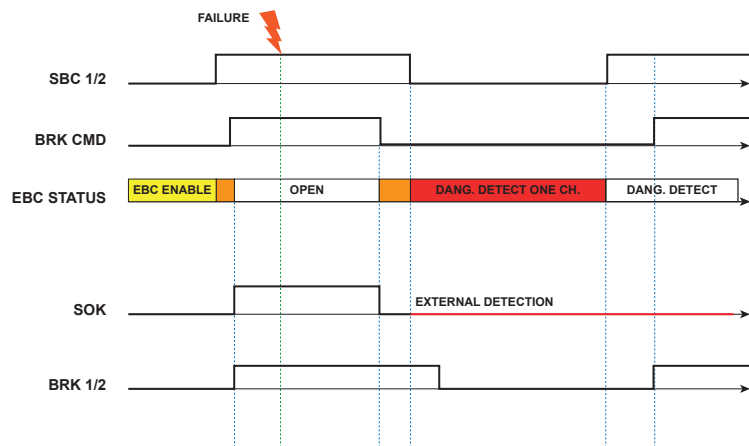 FAILURE
SBC 1/2
BRK CMD
EBC STATUS
EBC ENABLE
OPEN
DANG. DETECT ONE CH.
DANG. DETECT
SOK
EXTERNAL DETECTION
BRK 1/2